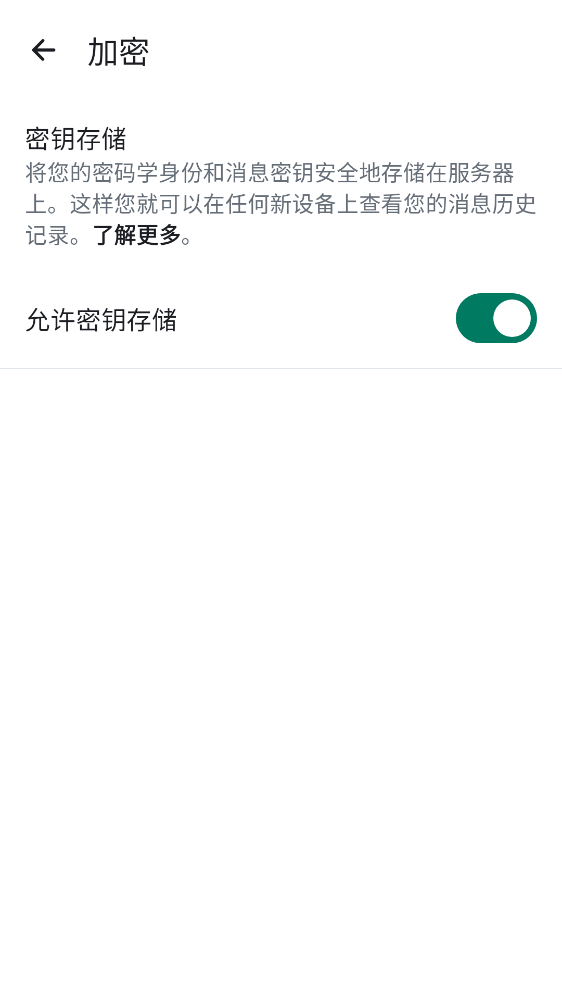 加密
密钥存储
将您的密码学身份和消息密钥安全地存储在服务器
上。这样您就可以在任何新设备上查看您的消息历史
记录。了解更多。
允许密钥存储